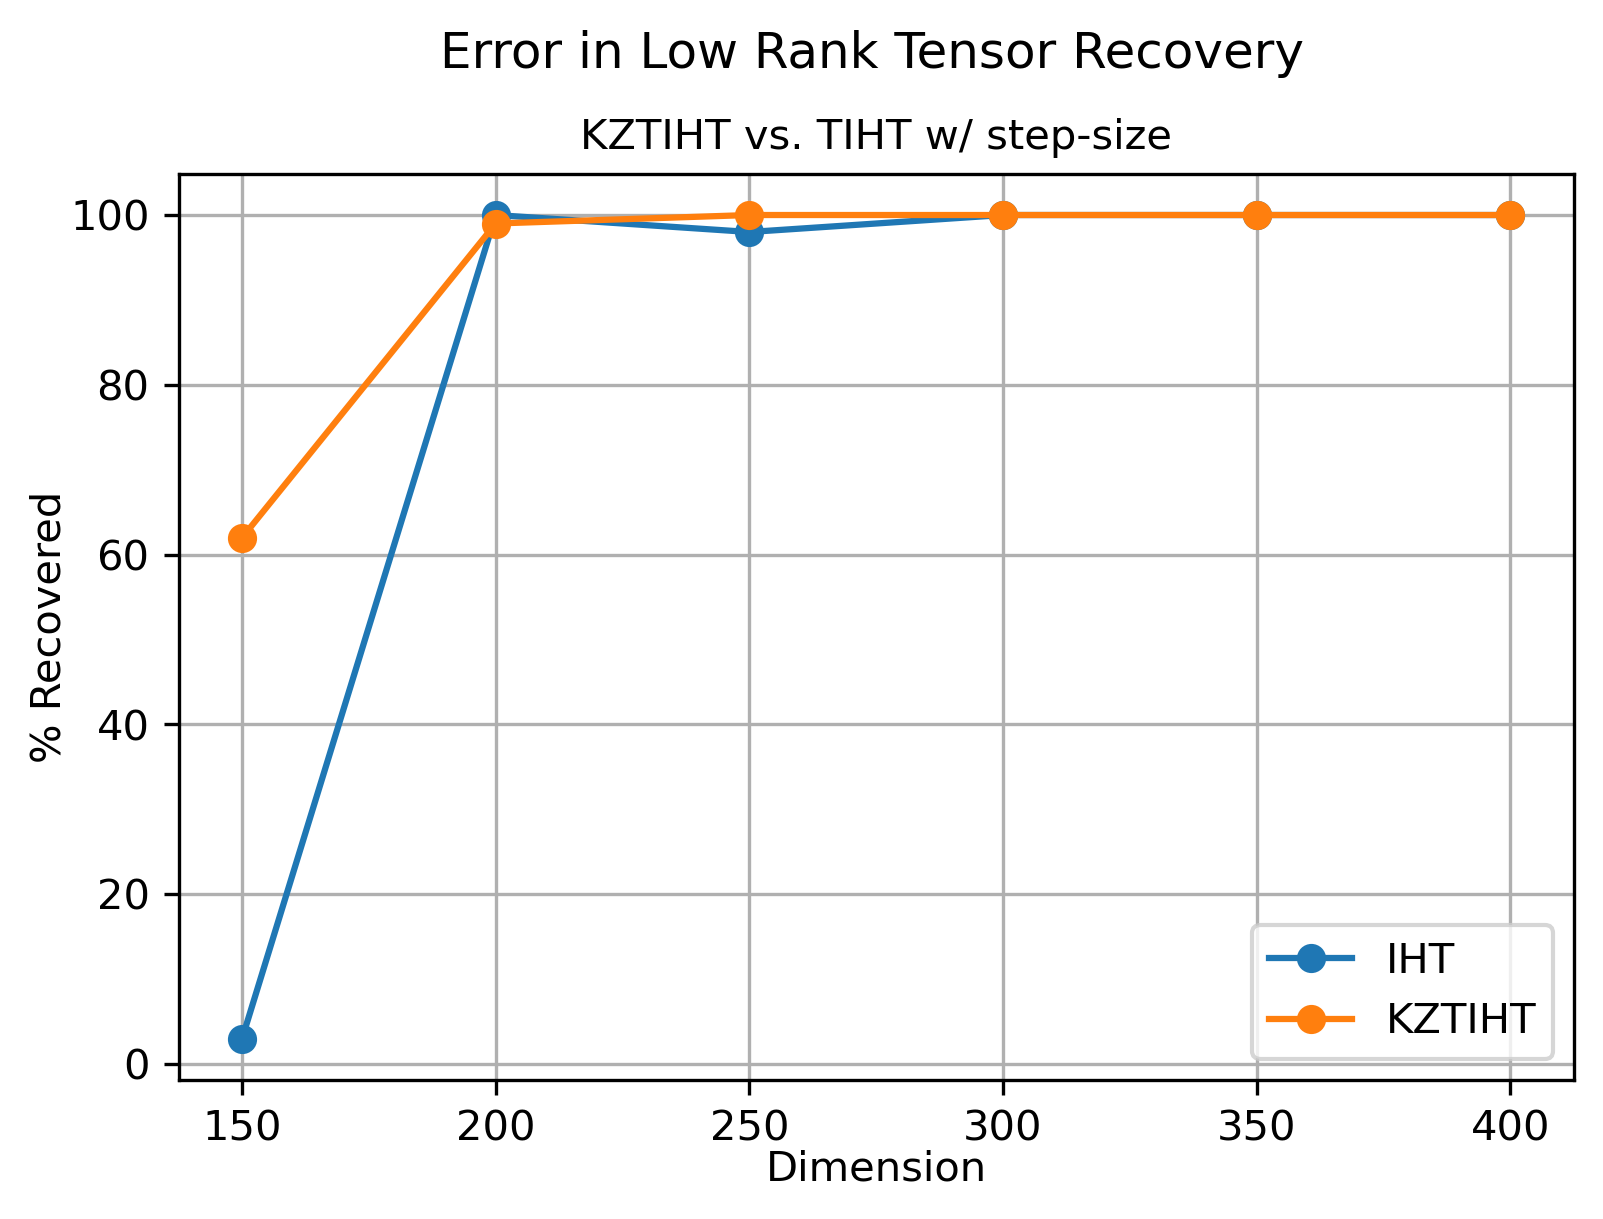 Error in Low Rank Tensor Recovery
KZTIHT vs. TIHT w/ step-size
% Recovered
100
80
60
40
20
0
150 200 250 300 350 400
Dimension
IHT
KZTIHT